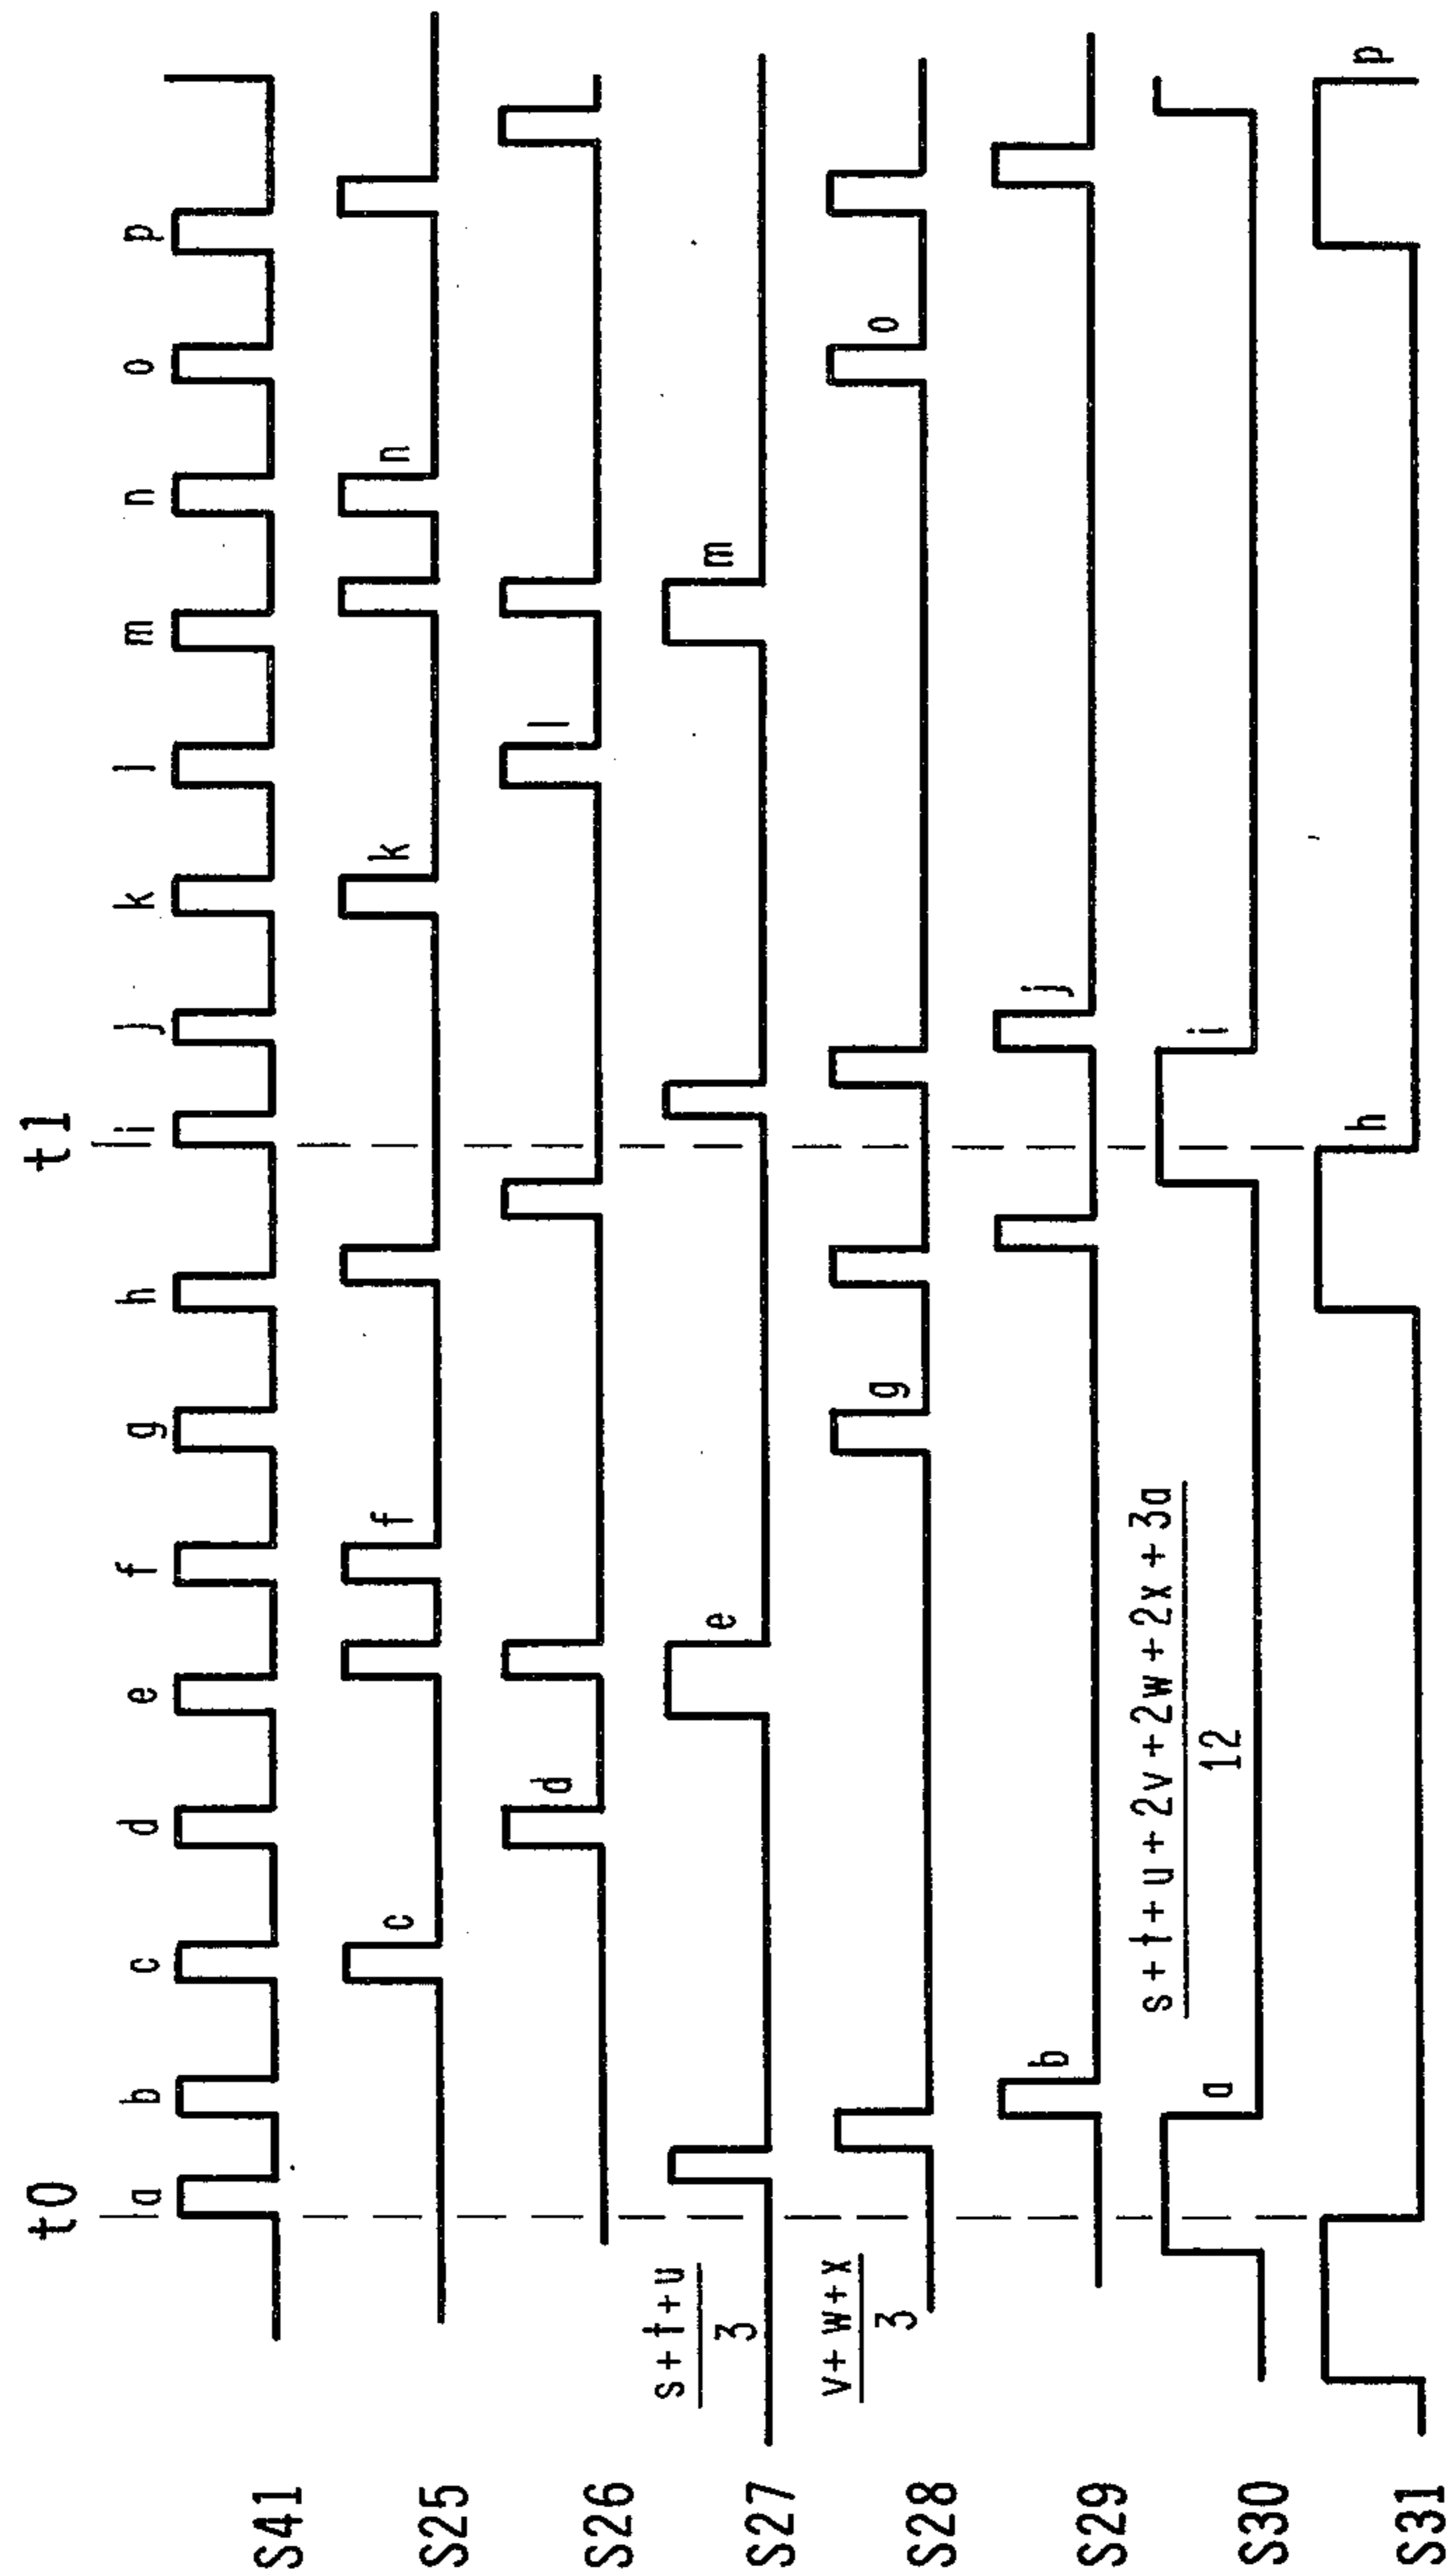 t0 t1
S41 a b c d e f g h i j k l m n o p
S25 c f k n
S26 d l
S27 s+t+u e m
3
S28 v+w+x g o
3
S29 b j
S30 a s+t+u+2v+2w+2x+3a i
12
S31 h p